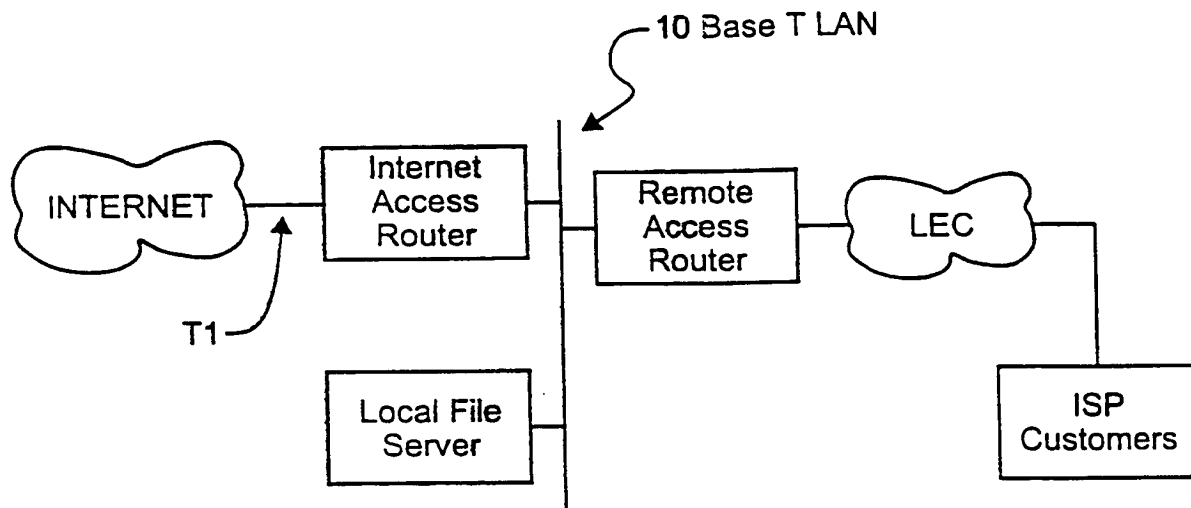 10 Base T LAN
INTERNET
Internet
Access
Router
Remote
Access
Router
LEC
T1
Local File
Server
ISP
Customers